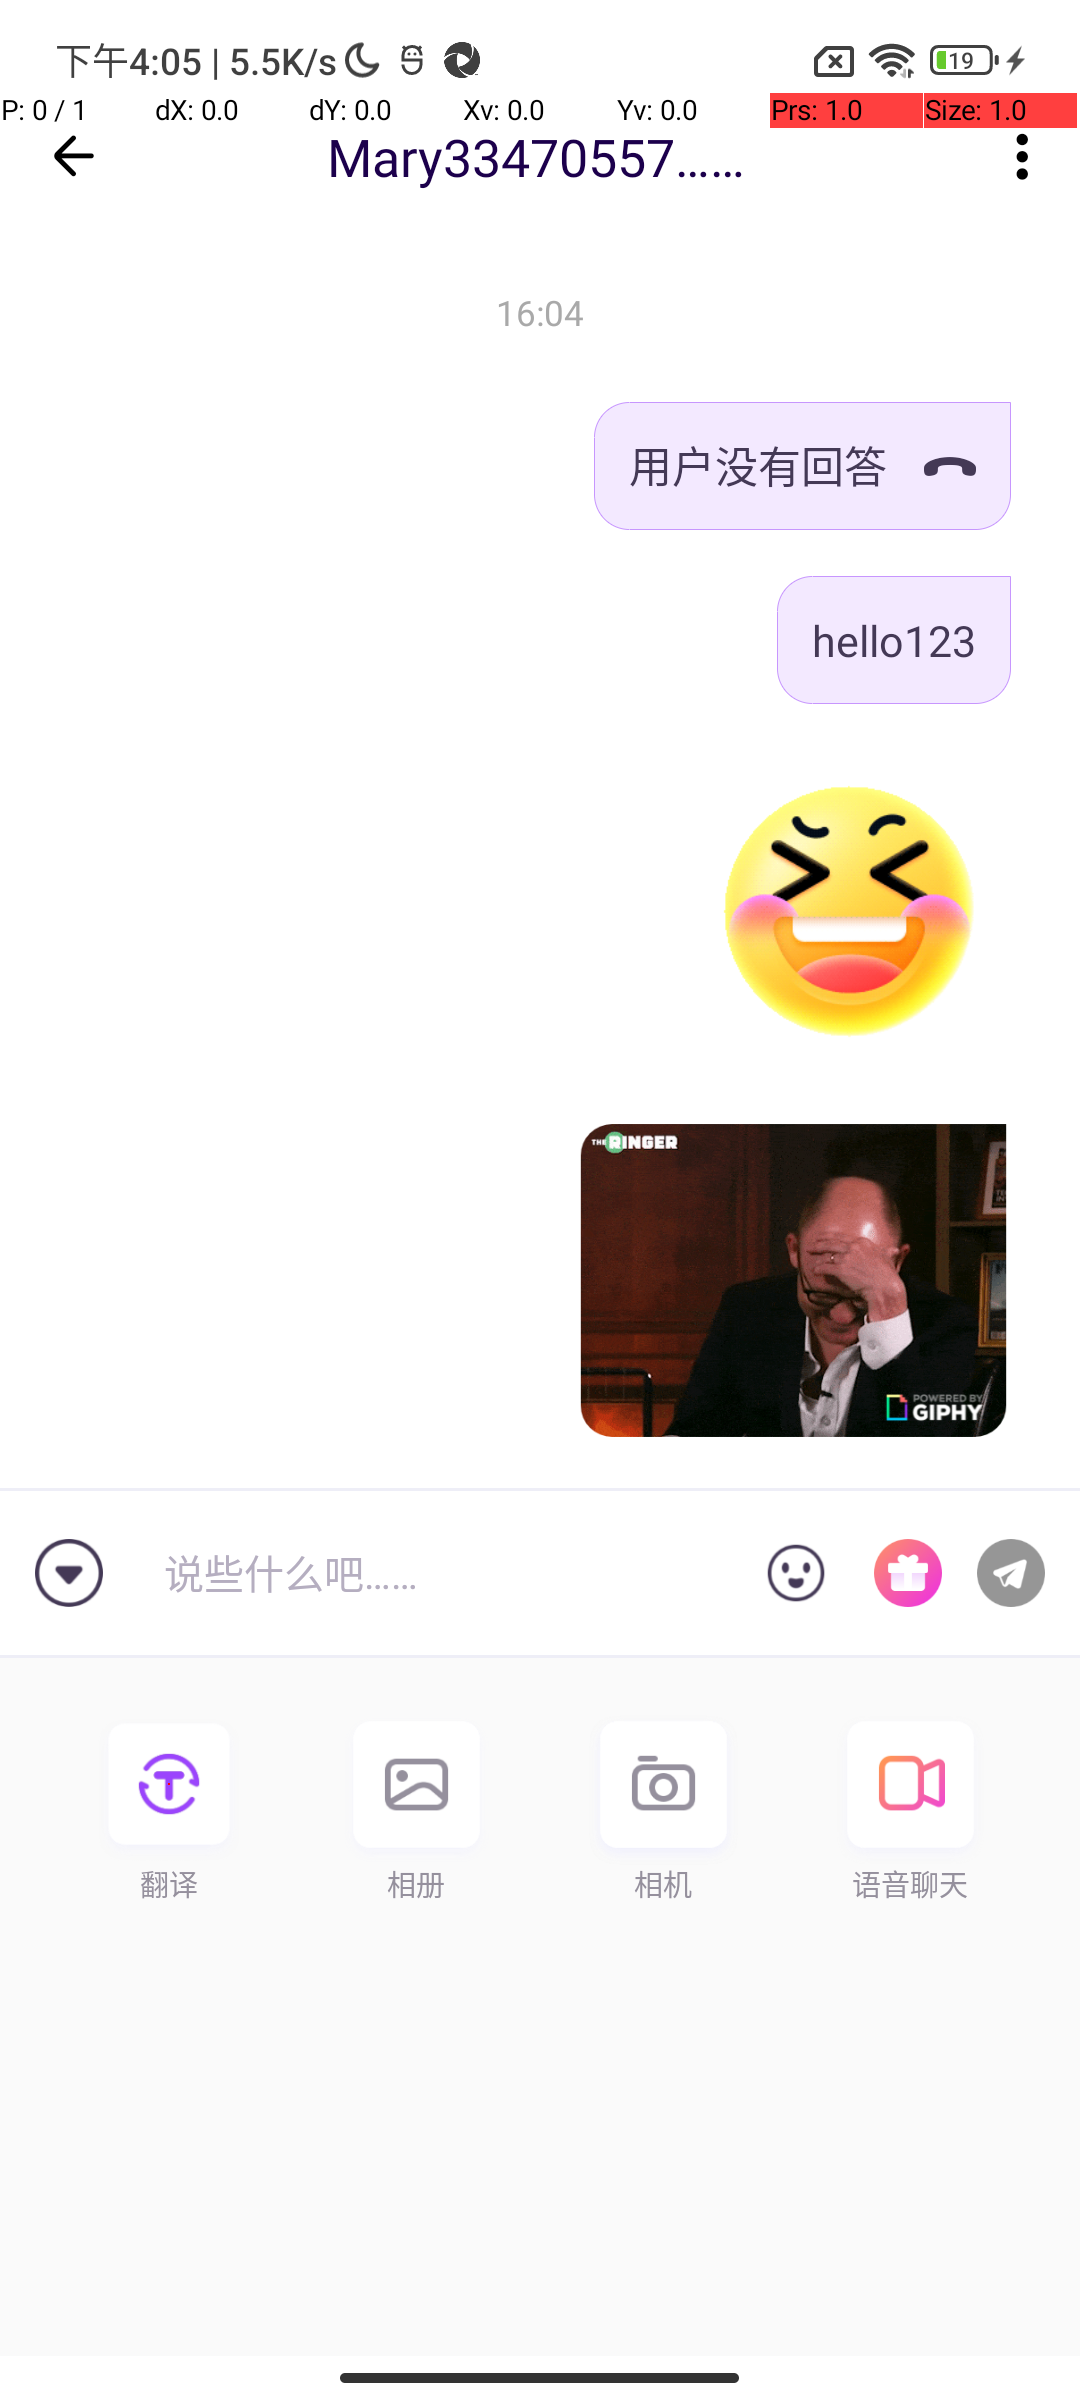 下午4:05 | 5.5K/s 19
P: 0 / 1 dX: 0.0 dY: 0.0 Xv: 0.0 Yv: 0.0 Prs: 1.0 Size: 1.0
Mary33470557......
16:04
用户没有回答
hello123
THE RINGER
POWERED BY
GIPHY
说些什么吧......
翻译 相册 相机 语音聊天